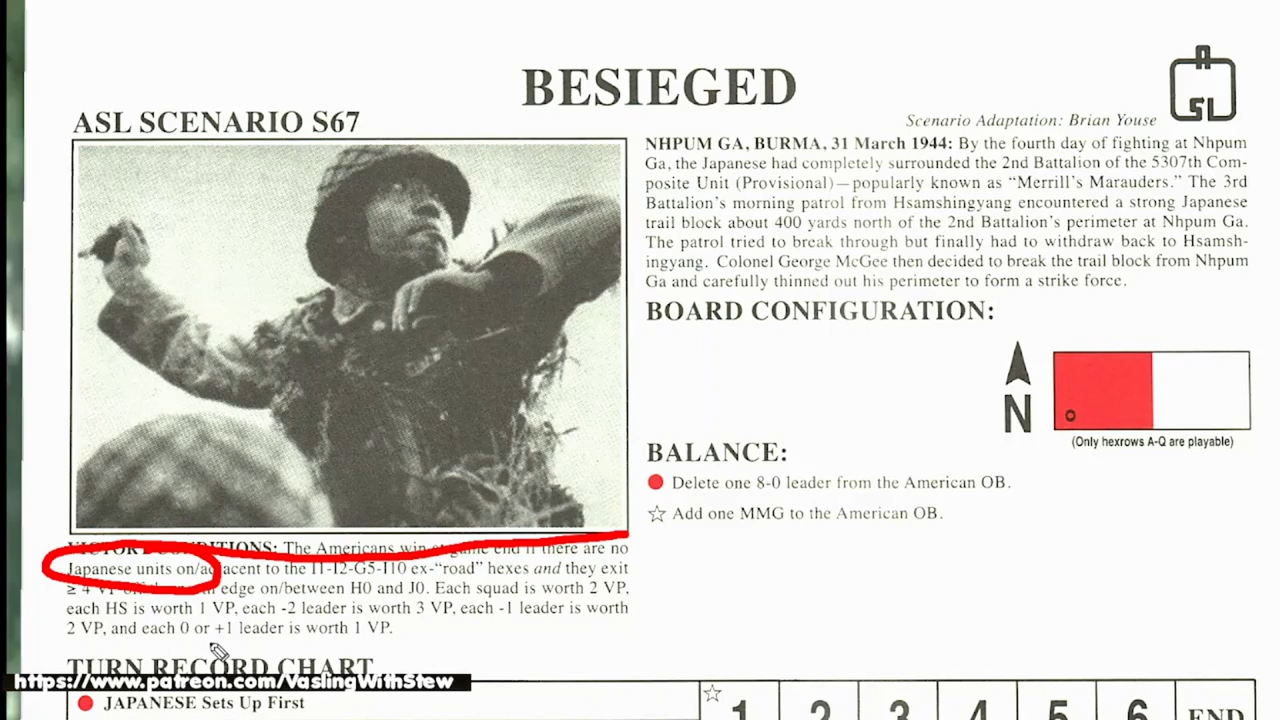 BESIEGED
ASL SCENARIO S67
Scenario Adaptation: Brian Youse
NHPUM GA, BURMA, 31 March 1944: By the fourth day of fighting at Nhpum
Ga, the Japanese had completely surrounded the 2nd Battalion of the 5307th Com-
posite Unit (Provisional)—popularly known as “Merrill’s Marauders.” The 3rd
Battalion’s morning patrol from Hsamshingyang encountered a strong Japanese
trail block about 400 yards north of the 2nd Battalion’s perimeter at Nhpum Ga.
The patrol tried to break through but finally had to withdraw back to Hsamsh-
ingyang. Colonel George McGee then decided to break the trail block from Nhpum
Ga and carefully thinned out his perimeter to form a strike force.
BOARD CONFIGURATION:
N
(Only hexrows A-Q are playable)
BALANCE:
Delete one 8-0 leader from the American OB.
Add one MMG to the American OB.
VICTORY CONDITIONS: The Americans win at game end if there are no
Japanese units on/adjacent to the I1-I2-G5-I10 ex-“road” hexes and they exit
≥ 4 VP edge on/between H0 and J0. Each squad is worth 2 VP,
each HS is worth 1 VP, each -2 leader is worth 3 VP, each -1 leader is worth
2 VP, and each 0 or +1 leader is worth 1 VP.
TURN RECORD CHART
https://www.patreon.com/VaslingWithStew
JAPANESE Sets Up First
1 2 3 4 5 6 END